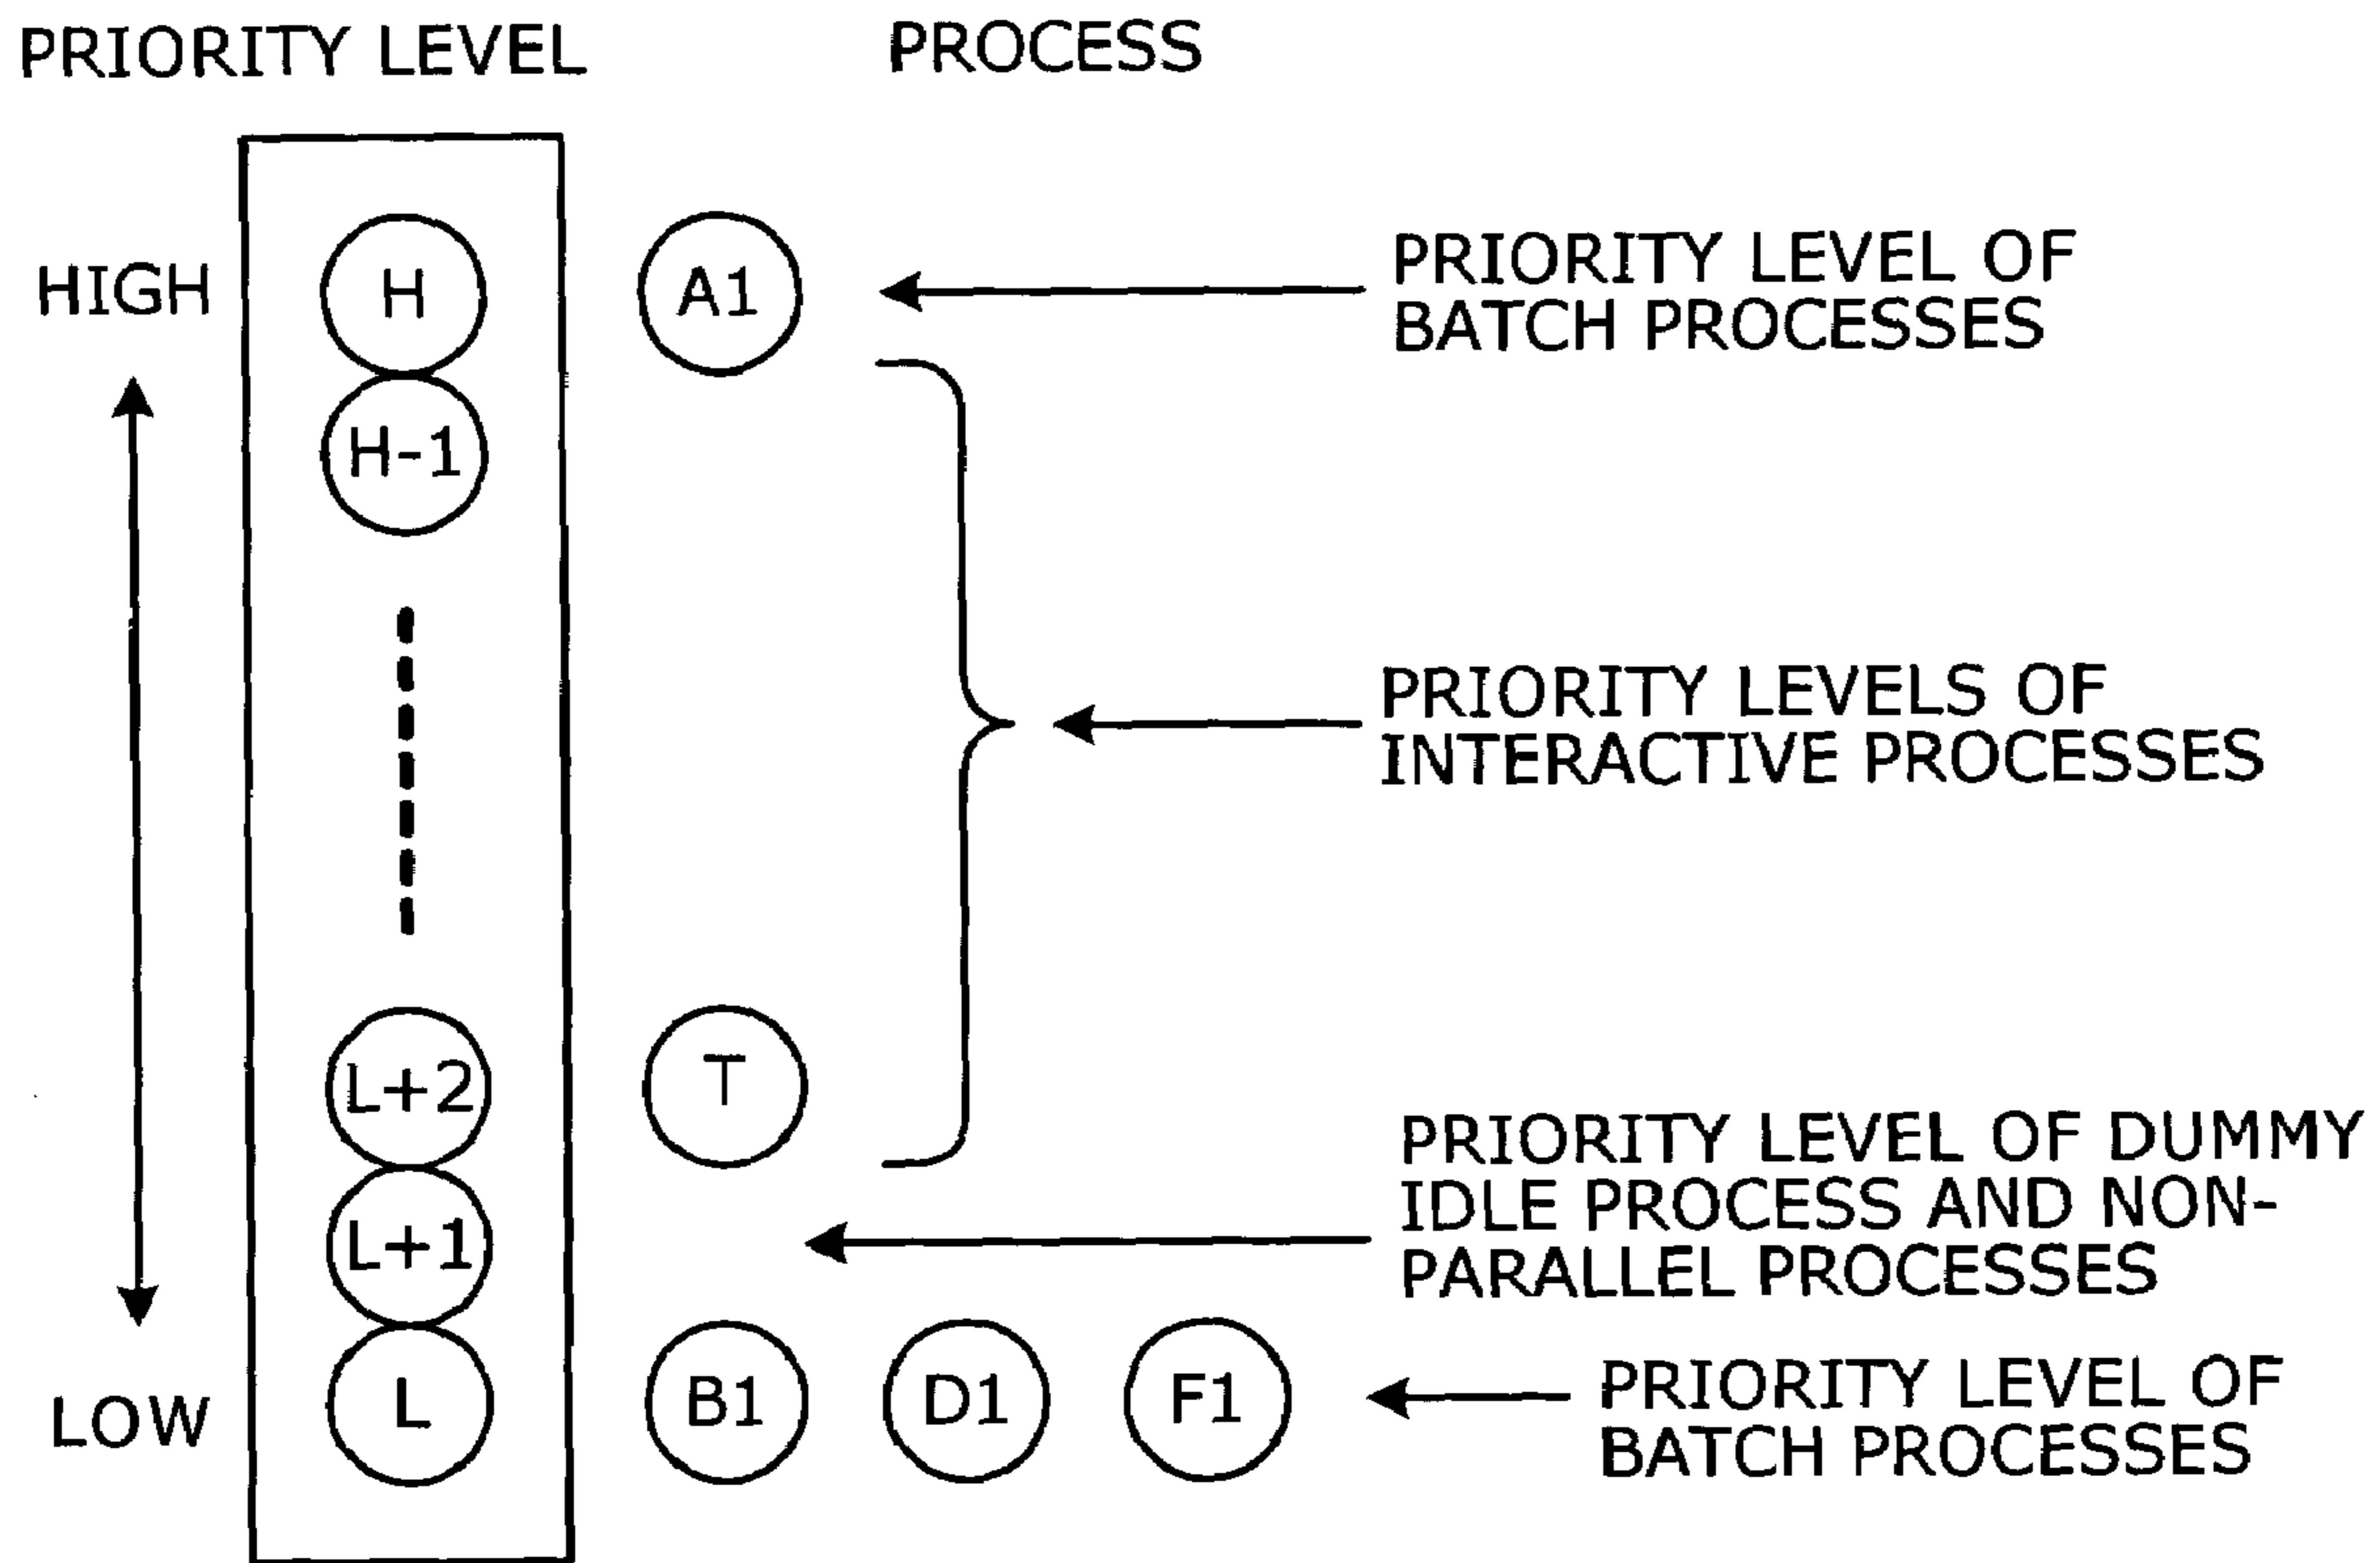 PRIORITY LEVEL
PROCESS
HIGH
H
A1
PRIORITY LEVEL OF
BATCH PROCESSES
H-1
PRIORITY LEVELS OF
INTERACTIVE PROCESSES
L+2
T
PRIORITY LEVEL OF DUMMY
IDLE PROCESS AND NON-
PARALLEL PROCESSES
L+1
LOW
L
B1
D1
F1
PRIORITY LEVEL OF
BATCH PROCESSES